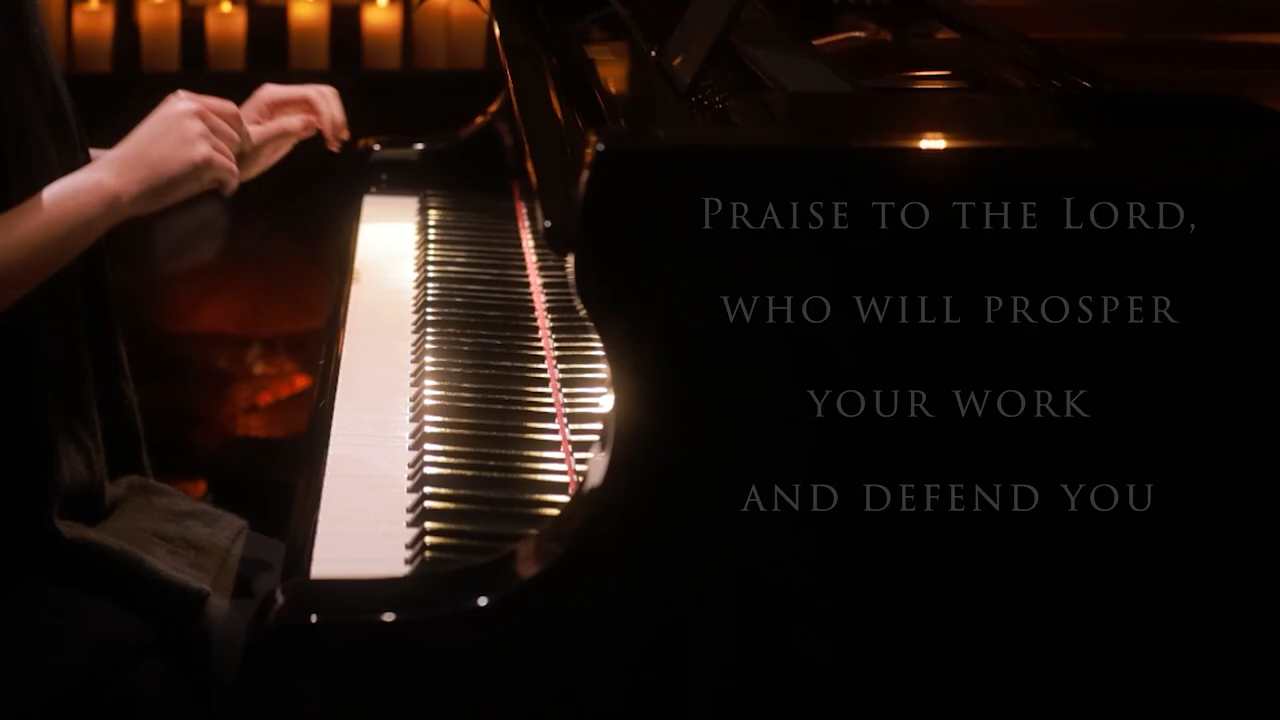 Praise to the Lord,
who will prosper
your work
and defend you